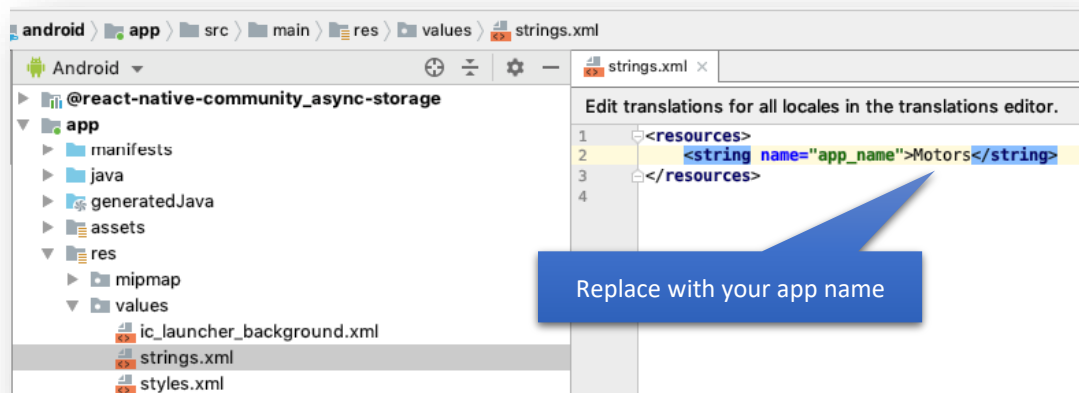 android app src main res values strings.xml
Android
strings.xml
@react-native-community_async-storage
Edit translations for all locales in the translations editor.
app
manifests
java
generatedJava
assets
res
mipmap
values
ic_launcher_background.xml
strings.xml
styles.xml
1 <resources>
2 <string name="app_name">Motors</string>
3 </resources>
4
Replace with your app name